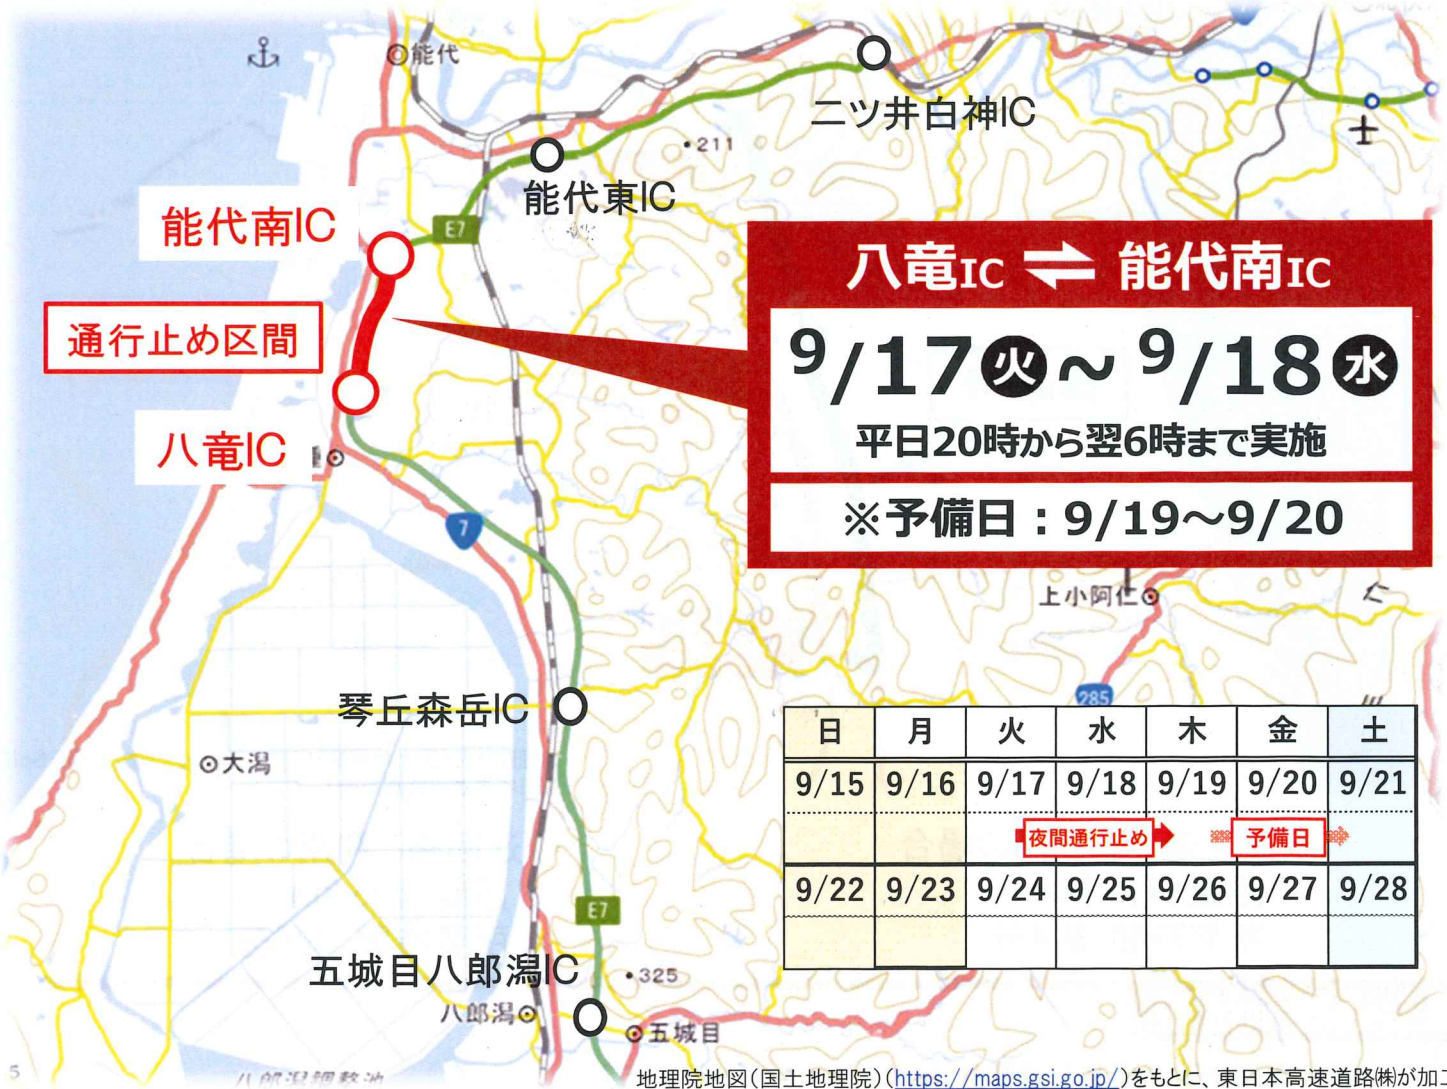 能代
二ツ井白神IC
211
能代東IC
能代南IC
E7
八竜IC ⇌ 能代南IC
9/17火～9/18水
平日20時から翌6時まで実施
※予備日：9/19～9/20
通行止め区間
八竜IC
7
上小阿仁
285
琴丘森岳IC
大潟
日 月 火 水 木 金 土
9/15 9/16 9/17 9/18 9/19 9/20 9/21
夜間通行止め 予備日
9/22 9/23 9/24 9/25 9/26 9/27 9/28
E7
五城目八郎潟IC
325
八郎潟
五城目
5
八郎潟調整池
地理院地図(国土地理院)(https://maps.gsi.go.jp/)をもとに、東日本高速道路㈱が加